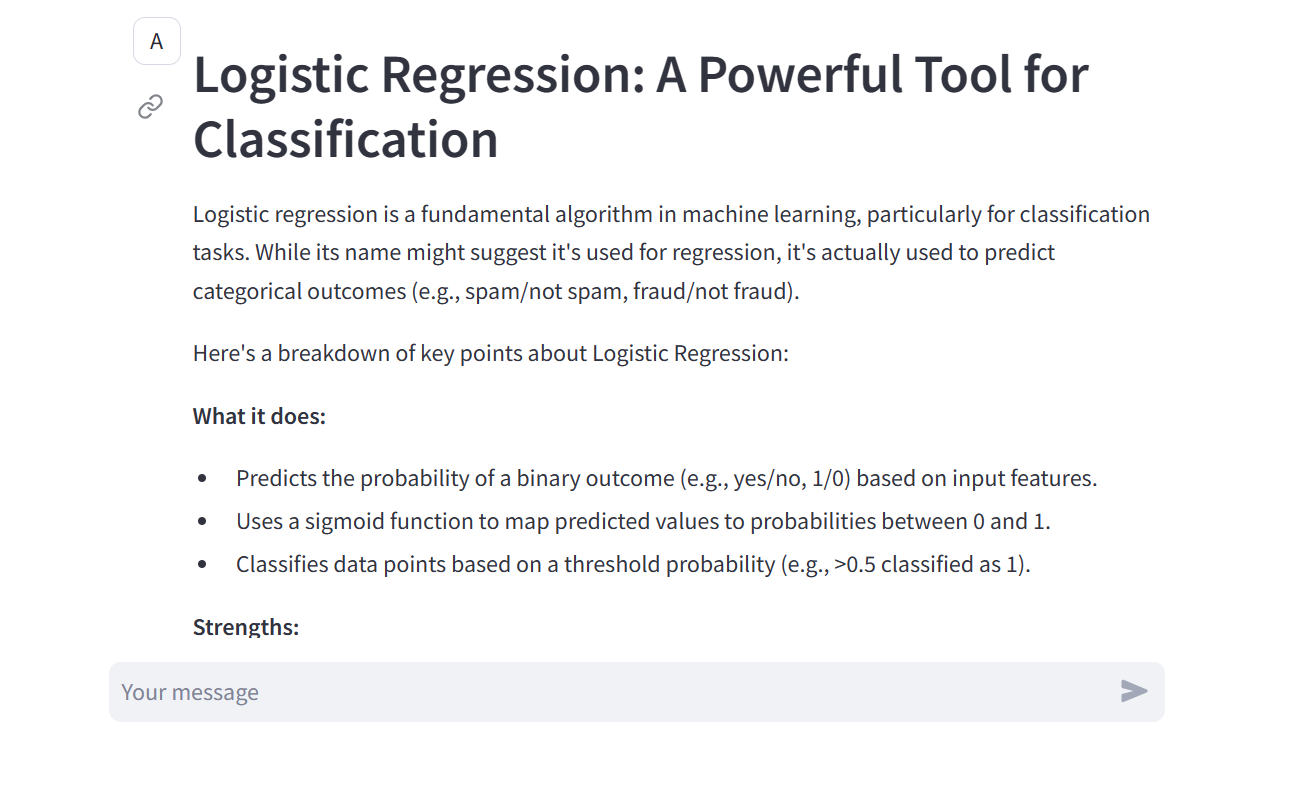 A
Logistic Regression: A Powerful Tool for
Classification
Logistic regression is a fundamental algorithm in machine learning, particularly for classification
tasks. While its name might suggest it's used for regression, it's actually used to predict
categorical outcomes (e.g., spam/not spam, fraud/not fraud).
Here's a breakdown of key points about Logistic Regression:
What it does:
• Predicts the probability of a binary outcome (e.g., yes/no, 1/0) based on input features.
• Uses a sigmoid function to map predicted values to probabilities between 0 and 1.
• Classifies data points based on a threshold probability (e.g., >0.5 classified as 1).
Strengths:
Your message